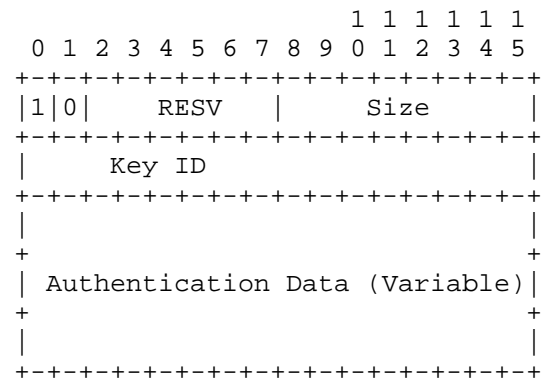 1 1 1 1 1 1
 0 1 2 3 4 5 6 7 8 9 0 1 2 3 4 5
+-+-+-+-+-+-+-+-+-+-+-+-+-+-+-+-+
|1|0|    RESV   |     Size      |
+-+-+-+-+-+-+-+-+-+-+-+-+-+-+-+-+
|     Key ID                    |
+-+-+-+-+-+-+-+-+-+-+-+-+-+-+-+-+
|                               |
+                               +
| Authentication Data (Variable)|
+                               +
|                               |
+-+-+-+-+-+-+-+-+-+-+-+-+-+-+-+-+